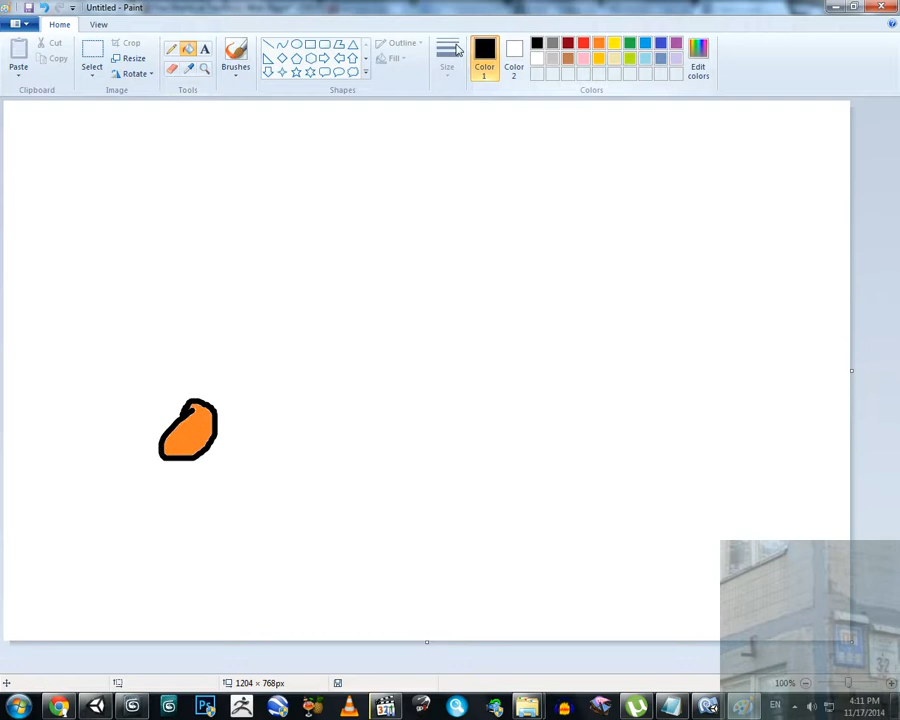 Untitled - Paint
Home
View
Paste
Cut
Copy
Clipboard
Select
Crop
Resize
Rotate
Image
A
Tools
Brushes
Shapes
Outline
Fill
Size
Color 1
Color 2
Edit colors
Colors
32
1204 × 768px
100%
EN
4:11 PM
11/17/2014